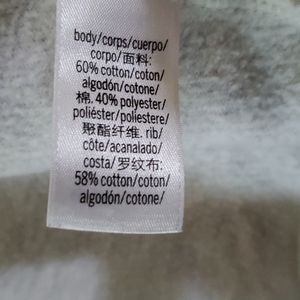 body/corps/cuerpo/
corpo/面料:
60% cotton/coton/
algodón/cotone/
棉. 40% polyester/
poliéster/poliestere/
聚酯纤维. rib/
côte/acanalado/
costa/罗纹布:
58% cotton/coton/
algodón/cotone/